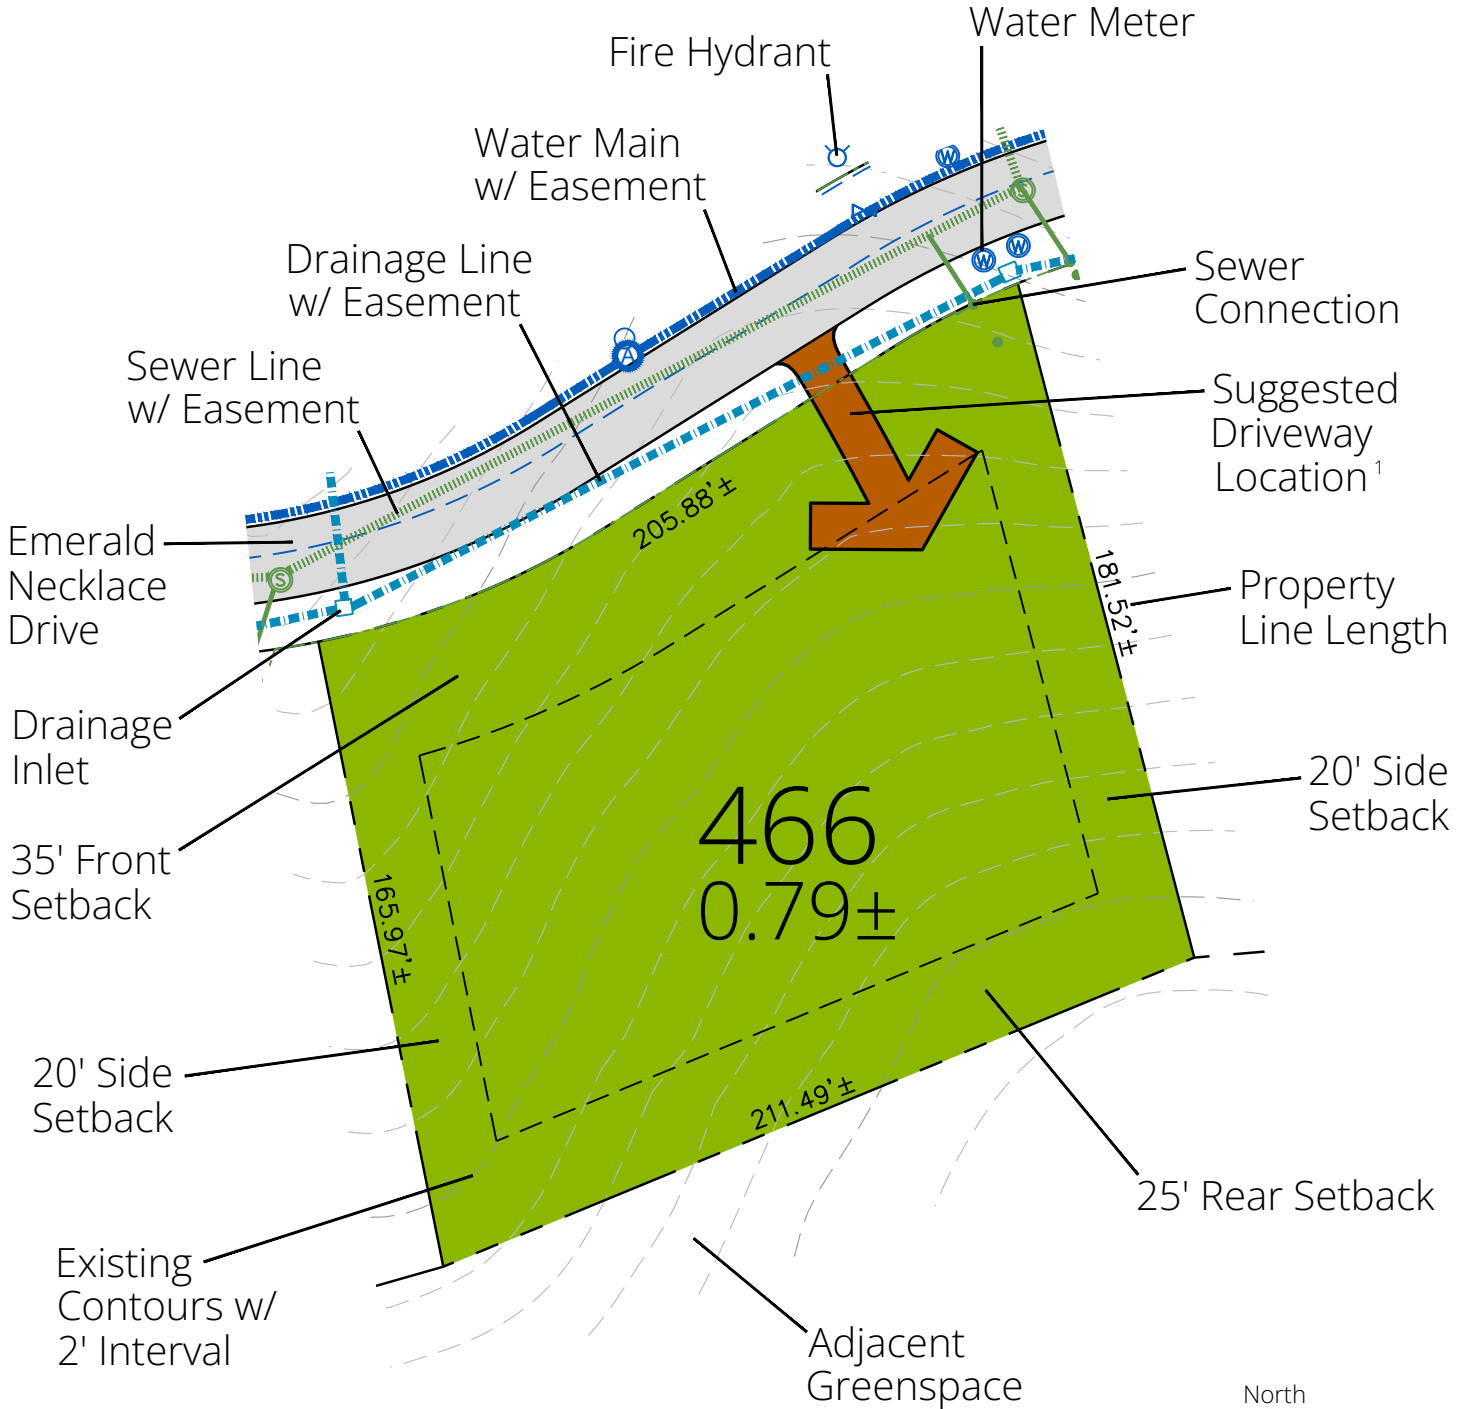 Water Meter
Fire Hydrant
Water Main
w/ Easement
Drainage Line
w/ Easement
Sewer
Connection
Sewer Line
w/ Easement
Suggested
Driveway
Location 1
W
W
W
S
A
S
205.88'±
Emerald
Necklace
Drive
181.52'±
Property
Line Length
Drainage
Inlet
20' Side
Setback
466
0.79±
35' Front
Setback
165.97'±
20' Side
Setback
211.49'±
25' Rear Setback
Existing
Contours w/
2' Interval
Adjacent
Greenspace
North